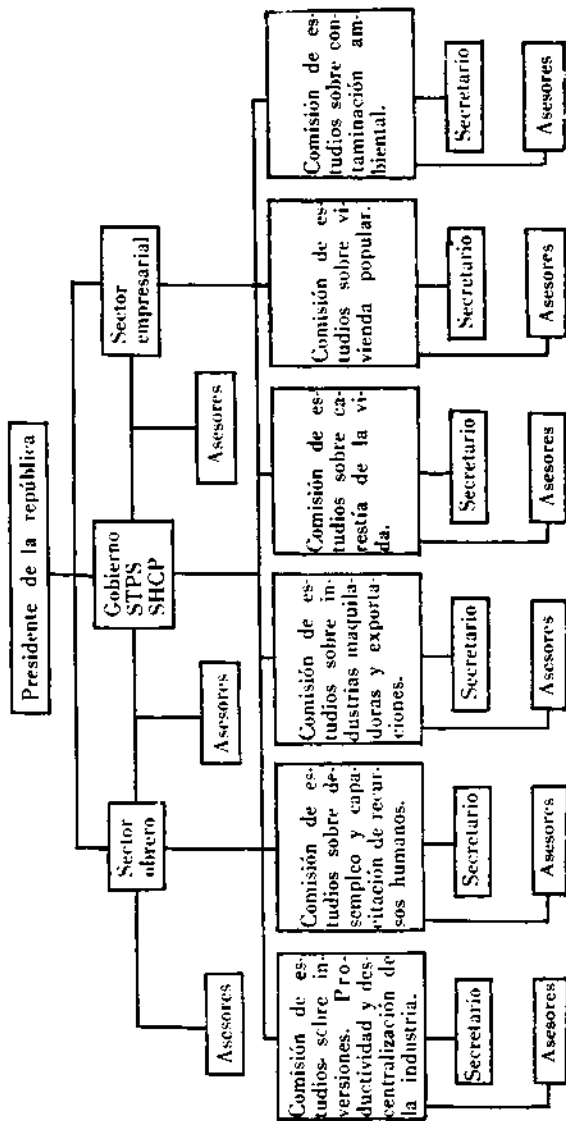 Presidente de la república
Sector
obrero
Gobierno
STPS
SHCP
Sector
empresarial
Asesores
Asesores
Asesores
Comisión de es-
tudios sobre in-
versiones. Pro-
ductividad y des-
centralización de
la industria.
Comisión de es-
tudios sobre de-
sempleo y capa-
citación de recur-
sos humanos.
Comisión de es-
tudios sobre in-
dustrias maquila-
doras y exporta-
ciones.
Comisión de es-
tudios sobre ca-
restía de la vi-
da.
Comisión de es-
tudios sobre vi-
vienda popular.
Comisión de es-
tudios sobre con-
taminación am-
biental.
Secretario
Secretario
Secretario
Secretario
Secretario
Secretario
Asesores
Asesores
Asesores
Asesores
Asesores
Asesores